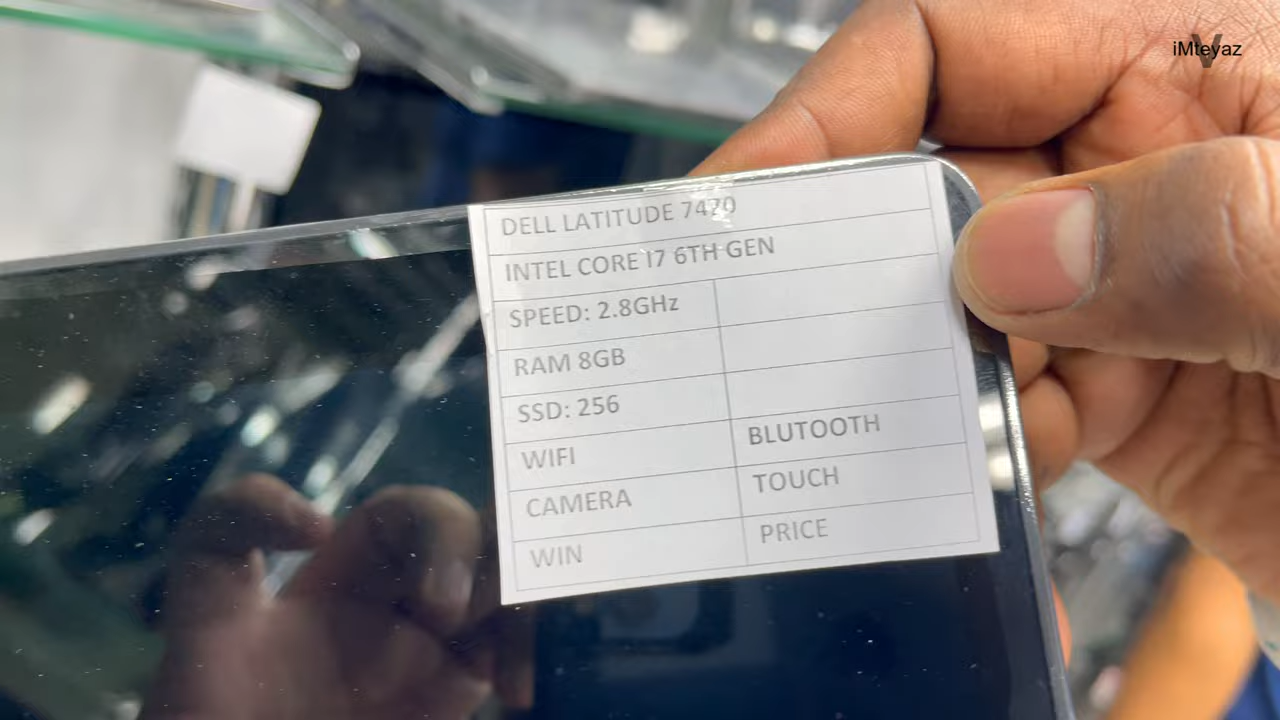 iMteyaz
V
DELL LATITUDE 7470
INTEL CORE I7 6TH GEN
SPEED: 2.8GHz
RAM 8GB
SSD: 256
WIFI BLUTOOTH
CAMERA TOUCH
WIN PRICE